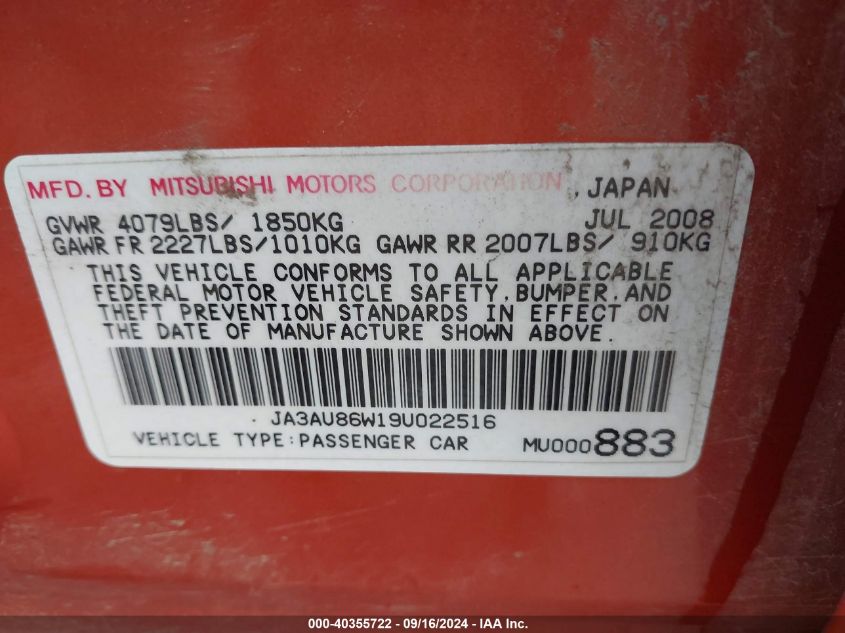 MFD. BY MITSUBISHI MOTORS CORPORATION, JAPAN
GVWR 4079LBS/ 1850KG JUL 2008
GAWR FR 2227LBS/1010KG GAWR RR 2007LBS/ 910KG
THIS VEHICLE CONFORMS TO ALL APPLICABLE
FEDERAL MOTOR VEHICLE SAFETY, BUMPER, AND
THEFT PREVENTION STANDARDS IN EFFECT ON
THE DATE OF MANUFACTURE SHOWN ABOVE.
JA3AU86W19U022516
VEHICLE TYPE:PASSENGER CAR MU000883
000-40355722 - 09/16/2024 - IAA Inc.